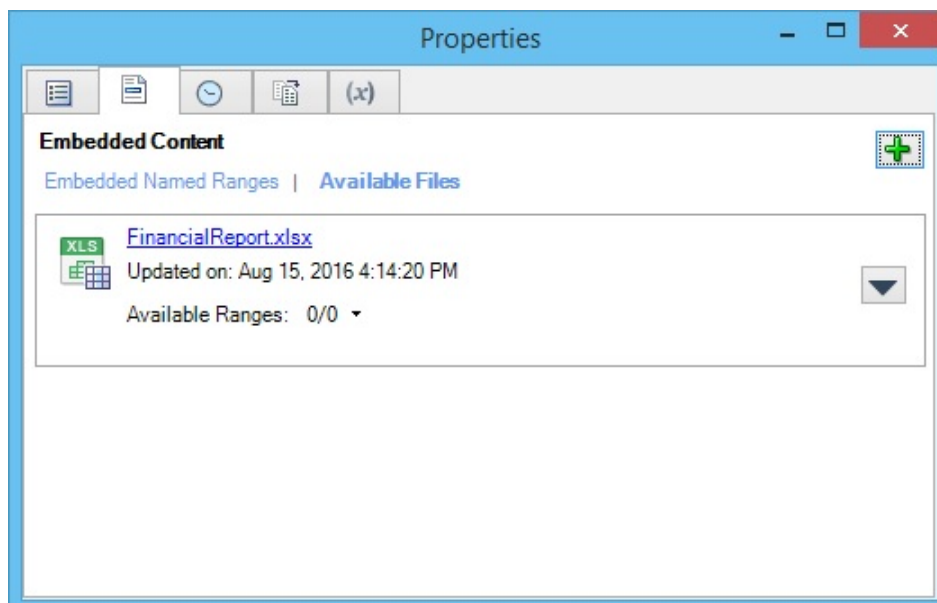 Properties
(x)
Embedded Content
Embedded Named Ranges | Available Files
XLS
FinancialReport.xlsx
Updated on: Aug 15, 2016 4:14:20 PM
Available Ranges: 0/0